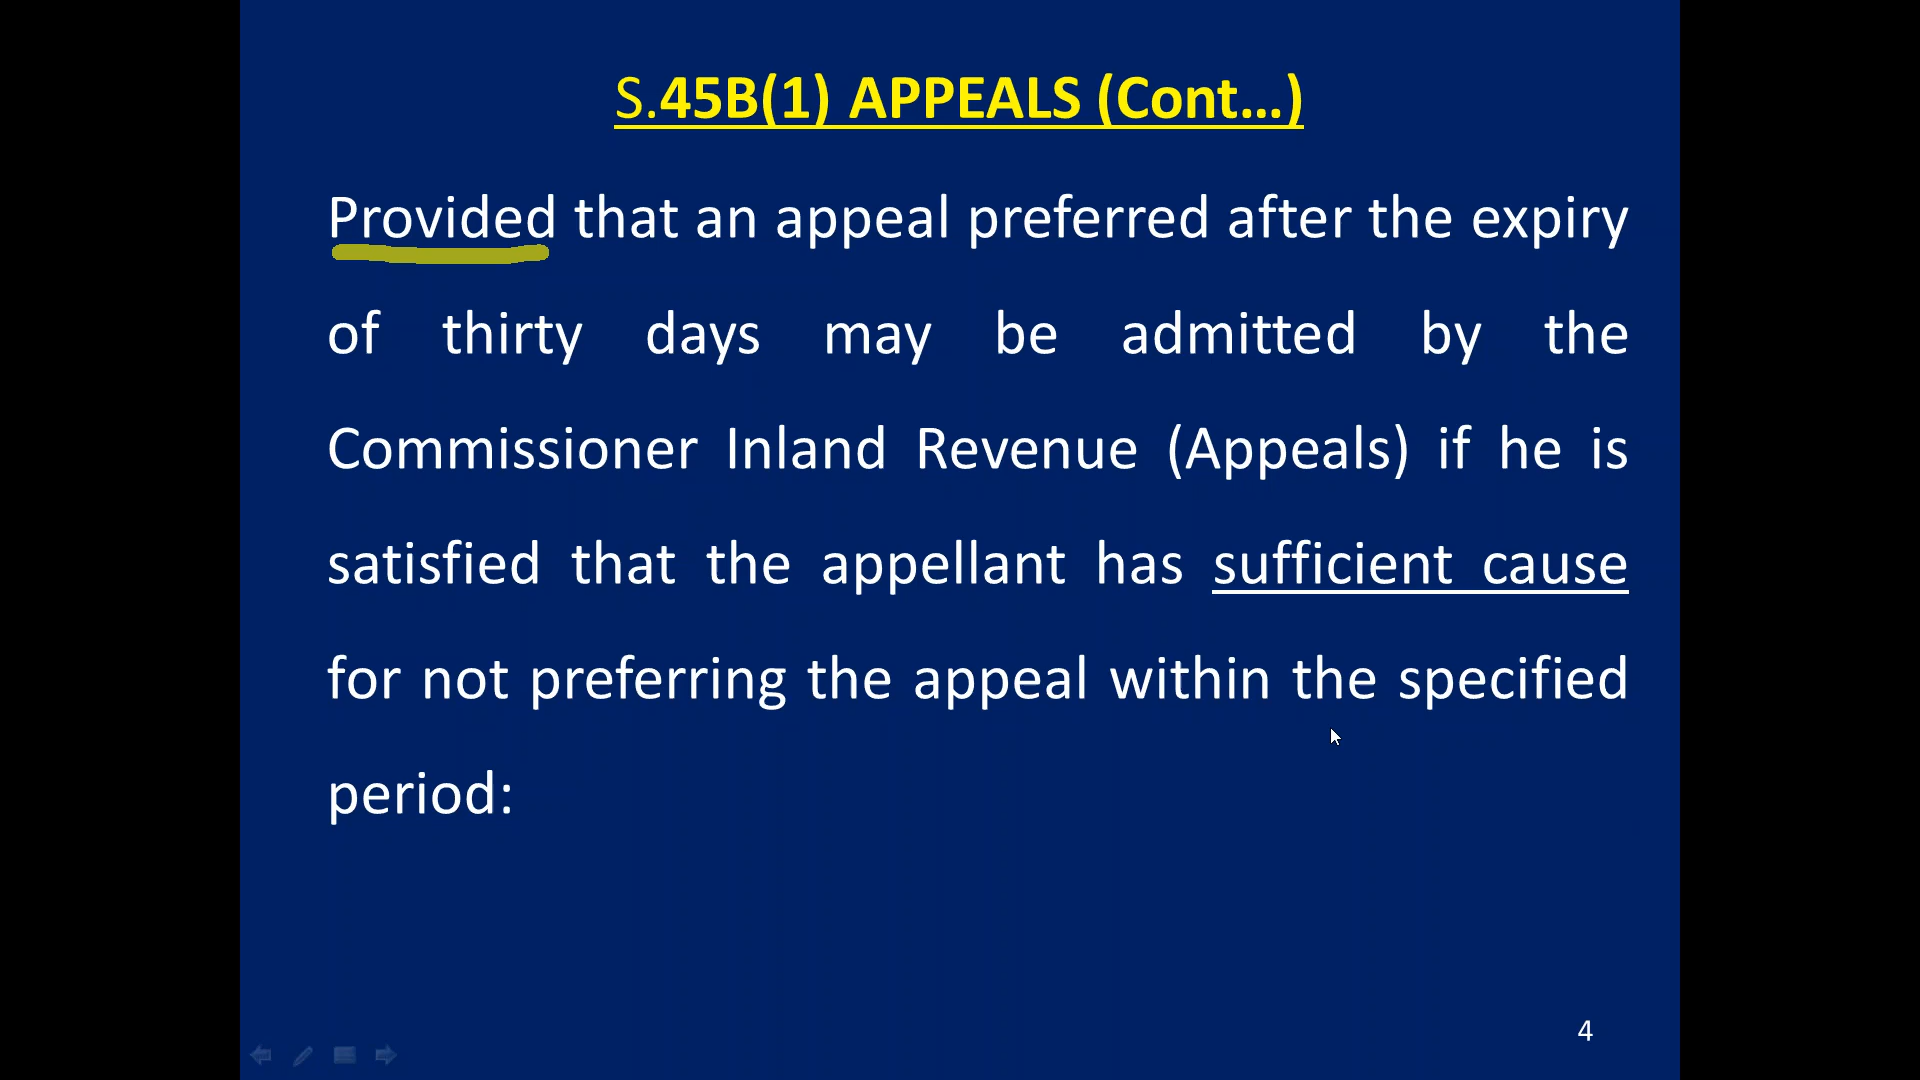 S.45B(1) APPEALS (Cont…)
Provided that an appeal preferred after the expiry
of thirty days may be admitted by the
Commissioner Inland Revenue (Appeals) if he is
satisfied that the appellant has sufficient cause
for not preferring the appeal within the specified
period:
4